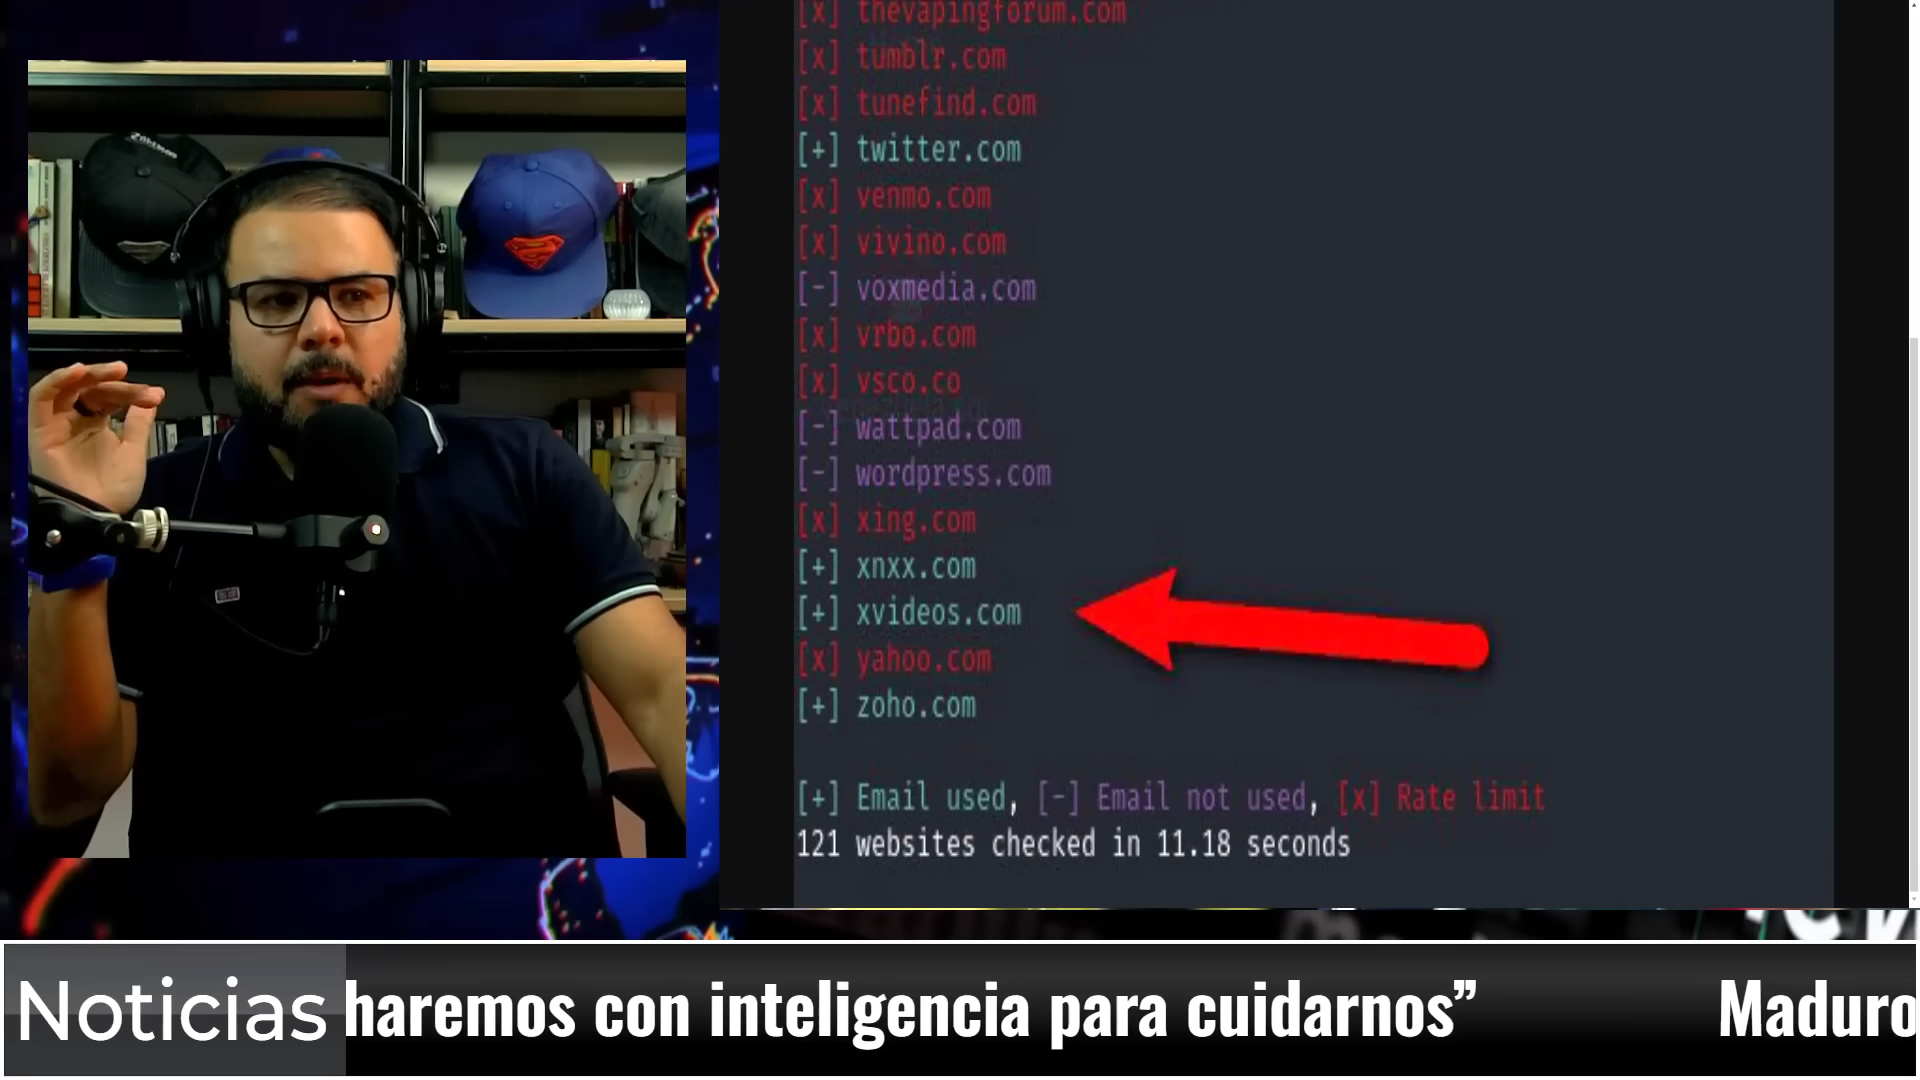 [x] thevapingforum.com
[x] tumblr.com
[x] tunefind.com
[+] twitter.com
[x] venmo.com
[x] vivino.com
[-] voxmedia.com
[x] vrbo.com
[x] vsco.co
[-] wattpad.com
[-] wordpress.com
[x] xing.com
[+] xnxx.com
[+] xvideos.com
[x] yahoo.com
[+] zoho.com
[+] Email used, [-] Email not used, [x] Rate limit
121 websites checked in 11.18 seconds
Noticias haremos con inteligencia para cuidarnos” Maduro